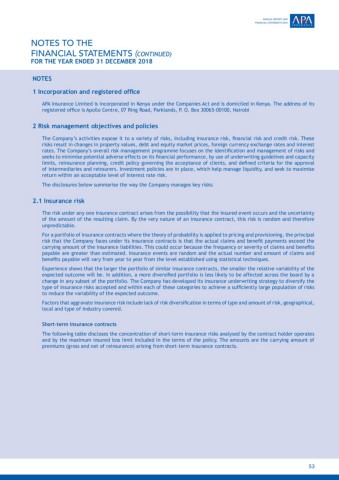 ANNUAL REPORT AND
FINANCIAL STATEMENTS 2018
APA
INSURANCE
NOTES TO THE
FINANCIAL STATEMENTS (CONTINUED)
FOR THE YEAR ENDED 31 DECEMBER 2018
NOTES
1 Incorporation and registered office
APA Insurance Limited is incorporated in Kenya under the Companies Act and is domiciled in Kenya. The address of its
registered office is Apollo Centre, 07 Ring Road, Parklands, P. O. Box 30065-00100, Nairobi
2 Risk management objectives and policies
The Company's activities expose it to a variety of risks, including insurance risk, financial risk and credit risk. These
risks result in changes in property values, debt and equity market prices, foreign currency exchange rates and interest
rates. The Company's overall risk management programme focuses on the identification and management of risks and
seeks to minimise potential adverse effects on its financial performance, by use of underwriting guidelines and capacity
limits, reinsurance planning, credit policy governing the acceptance of clients, and defined criteria for the approval
of intermediaries and reinsurers. Investment policies are in place, which help manage liquidity, and seek to maximise
return within an acceptable level of interest rate risk.
The disclosures below summarise the way the Company manages key risks:
2.1 Insurance risk
The risk under any one insurance contract arises from the possibility that the insured event occurs and the uncertainty
of the amount of the resulting claim. By the very nature of an insurance contract, this risk is random and therefore
unpredictable.
For a portfolio of insurance contracts where the theory of probability is applied to pricing and provisioning, the principal
risk that the Company faces under its insurance contracts is that the actual claims and benefit payments exceed the
carrying amount of the insurance liabilities. This could occur because the frequency or severity of claims and benefits
payable are greater than estimated. Insurance events are random and the actual number and amount of claims and
benefits payable will vary from year to year from the level established using statistical techniques.
Experience shows that the larger the portfolio of similar insurance contracts, the smaller the relative variability of the
expected outcome will be. In addition, a more diversified portfolio is less likely to be affected across the board by a
change in any subset of the portfolio. The Company has developed its insurance underwriting strategy to diversify the
type of insurance risks accepted and within each of these categories to achieve a sufficiently large population of risks
to reduce the variability of the expected outcome.
Factors that aggravate insurance risk include lack of risk diversification in terms of type and amount of risk, geographical,
local and type of industry covered.
Short-term insurance contracts
The following table discloses the concentration of short-term insurance risks analysed by the contract holder operates
and by the maximum insured loss limit included in the terms of the policy. The amounts are the carrying amount of
premiums (gross and net of reinsurance) arising from short-term insurance contracts.
53